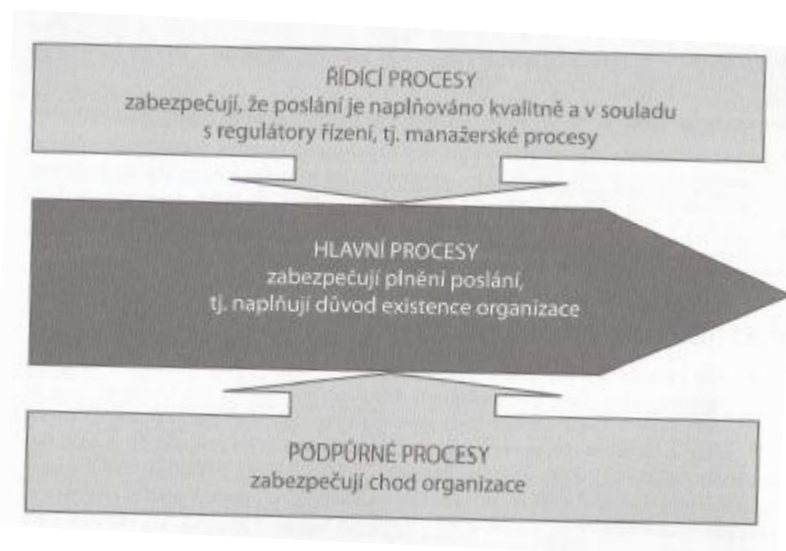 ŘÍDÍCÍ PROCESY
zabezpečují, že poslání je naplňováno kvalitně a v souladu
s regulátory řízení, tj. manažerské procesy
HLAVNÍ PROCESY
zabezpečují plnění poslání,
tj. naplňují důvod existence organizace
PODPŮRNÉ PROCESY
zabezpečují chod organizace